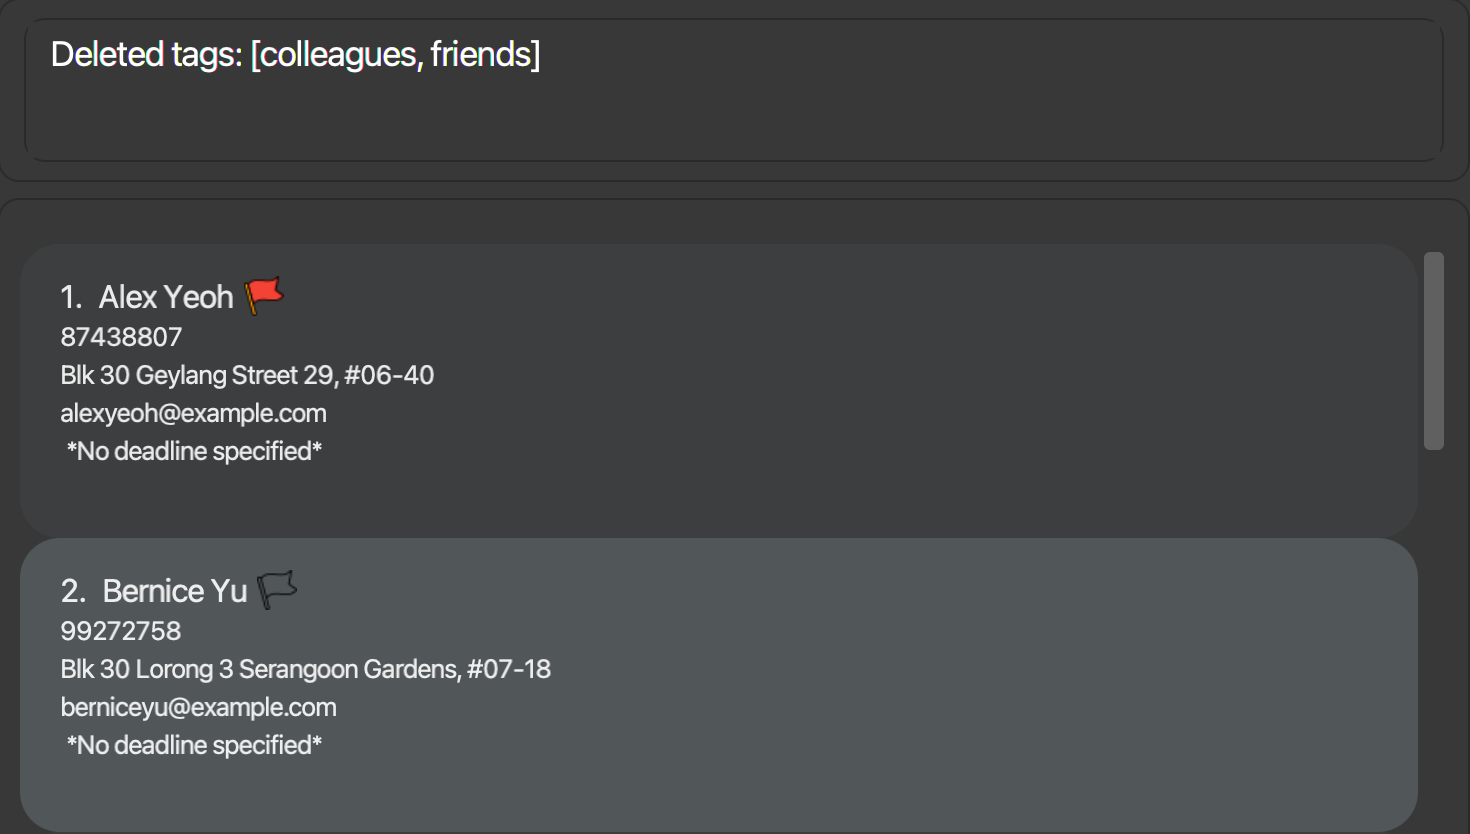 Deleted tags: [colleagues, friends]
1. Alex Yeoh
87438807
Blk 30 Geylang Street 29, #06-40
alexyeoh@example.com
*No deadline specified*
2. Bernice Yu
99272758
Blk 30 Lorong 3 Serangoon Gardens, #07-18
berniceyu@example.com
*No deadline specified*